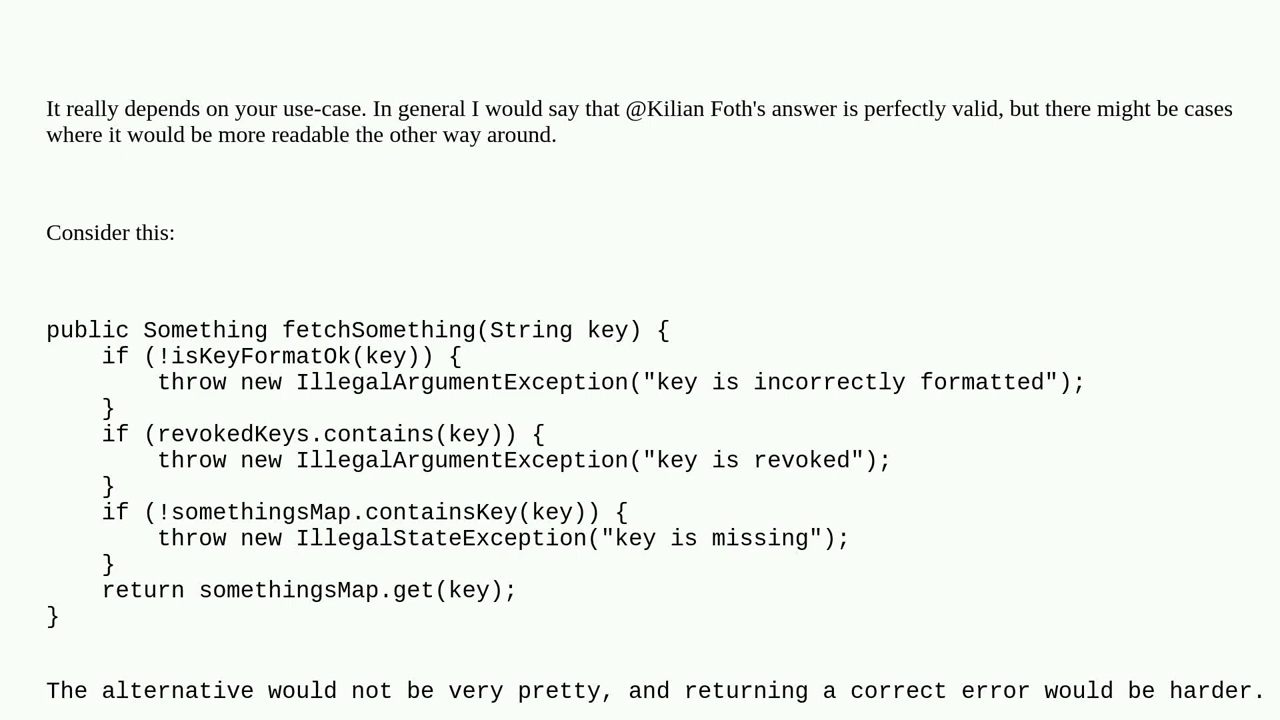 It really depends on your use-case. In general I would say that @Kilian Foth's answer is perfectly valid, but there might be cases
where it would be more readable the other way around.
Consider this:
public Something fetchSomething(String key) {
    if (!isKeyFormatOk(key)) {
        throw new IllegalArgumentException("key is incorrectly formatted");
    }
    if (revokedKeys.contains(key)) {
        throw new IllegalArgumentException("key is revoked");
    }
    if (!somethingsMap.containsKey(key)) {
        throw new IllegalStateException("key is missing");
    }
    return somethingsMap.get(key);
}
The alternative would not be very pretty, and returning a correct error would be harder.